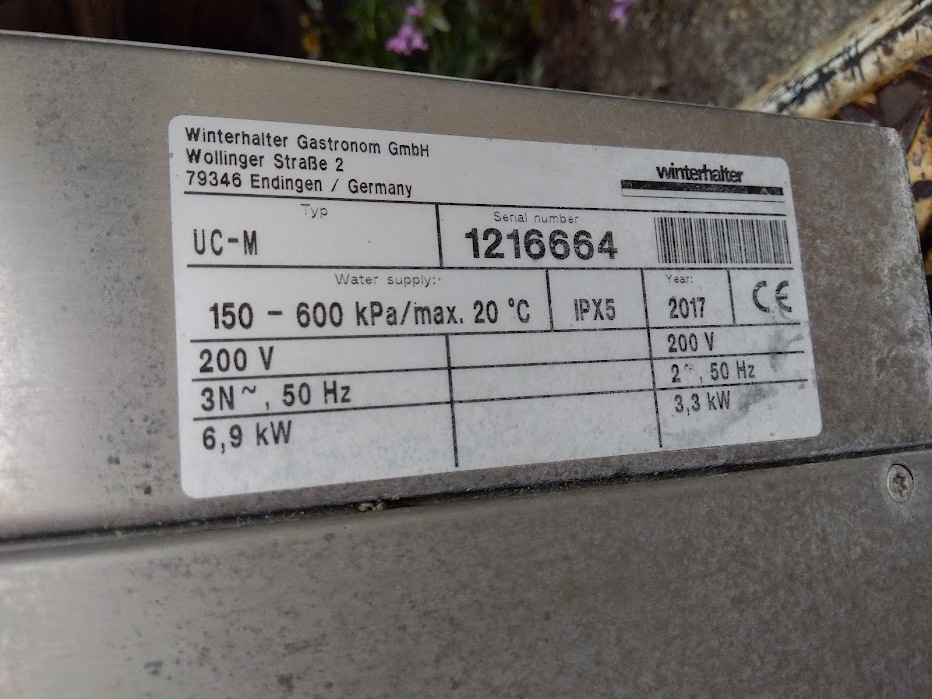 Winterhalter Gastronom GmbH
Wollinger Straße 2
79346 Endingen / Germany
winterhalter
Typ
UC-M
Serial number
1216664
Water supply:
150 - 600 kPa/max. 20 °C
IPX5
Year:
2017
CE
200 V
200 V
3N~, 50 Hz
2~, 50 Hz
6,9 kW
3,3 kW